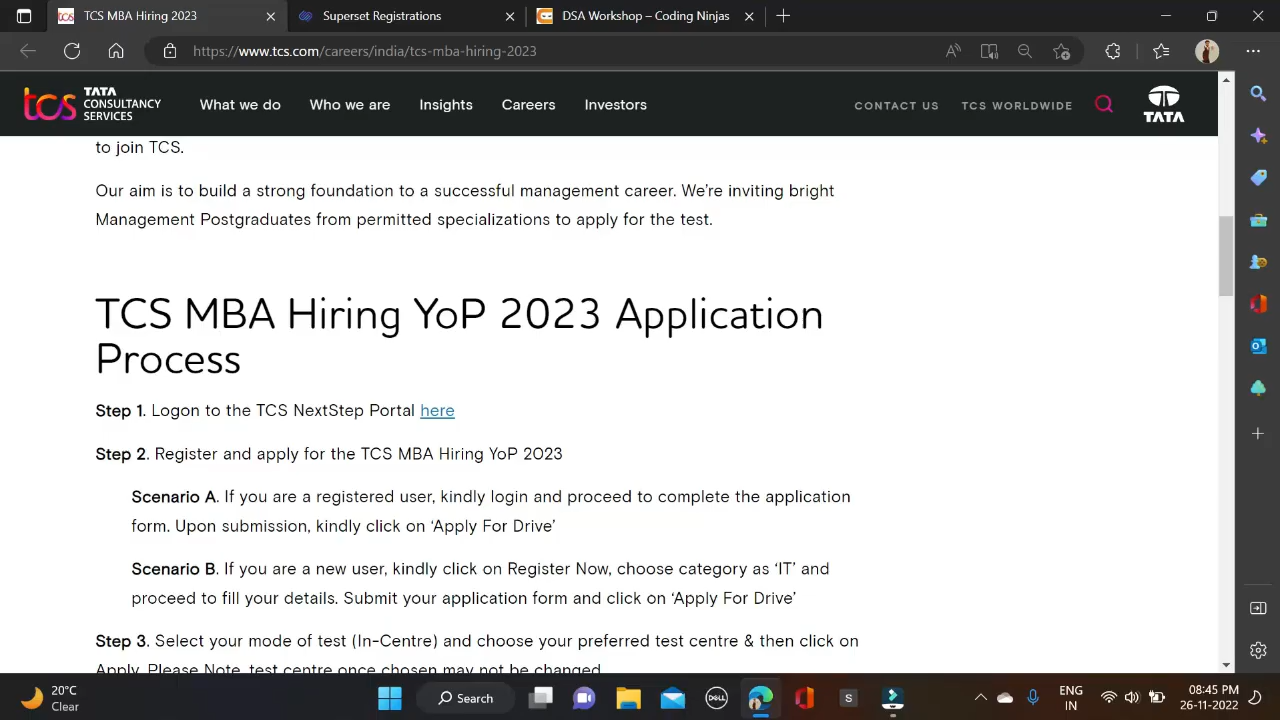 TCS MBA Hiring 2023
Superset Registrations
DSA Workshop – Coding Ninjas
https://www.tcs.com/careers/india/tcs-mba-hiring-2023
tcs TATA CONSULTANCY SERVICES
What we do
Who we are
Insights
Careers
Investors
CONTACT US
TCS WORLDWIDE
TATA
to join TCS.
Our aim is to build a strong foundation to a successful management career. We’re inviting bright
Management Postgraduates from permitted specializations to apply for the test.
TCS MBA Hiring YoP 2023 Application
Process
Step 1. Logon to the TCS NextStep Portal here
Step 2. Register and apply for the TCS MBA Hiring YoP 2023
Scenario A. If you are a registered user, kindly login and proceed to complete the application
form. Upon submission, kindly click on ‘Apply For Drive’
Scenario B. If you are a new user, kindly click on Register Now, choose category as ‘IT’ and
proceed to fill your details. Submit your application form and click on ‘Apply For Drive’
Step 3. Select your mode of test (In-Centre) and choose your preferred test centre & then click on
Apply. Please Note, test centre once chosen may not be changed
20°C
Clear
Search
DELL
S
ENG
IN
08:45 PM
26-11-2022